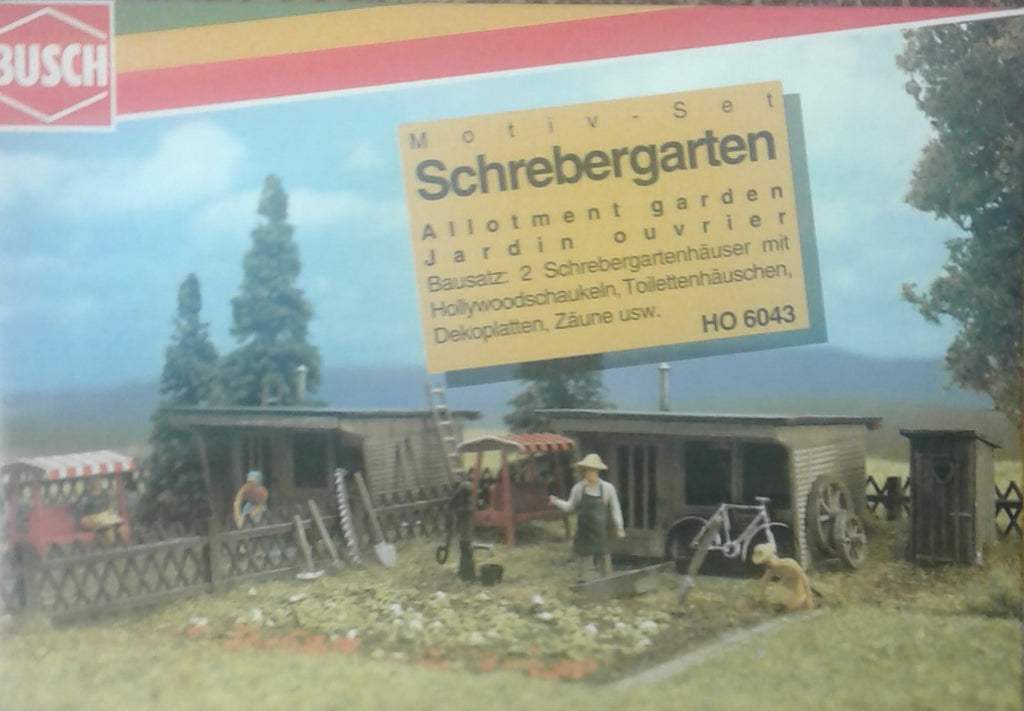 BUSCH
Motiv-Set
Schrebergarten
Allotment garden
Jardin ouvrier
Bausatz: 2 Schrebergartenhäuser mit
Hollywoodschaukeln, Toilettenhäuschen,
Dekoplatten, Zäune usw.
HO 6043